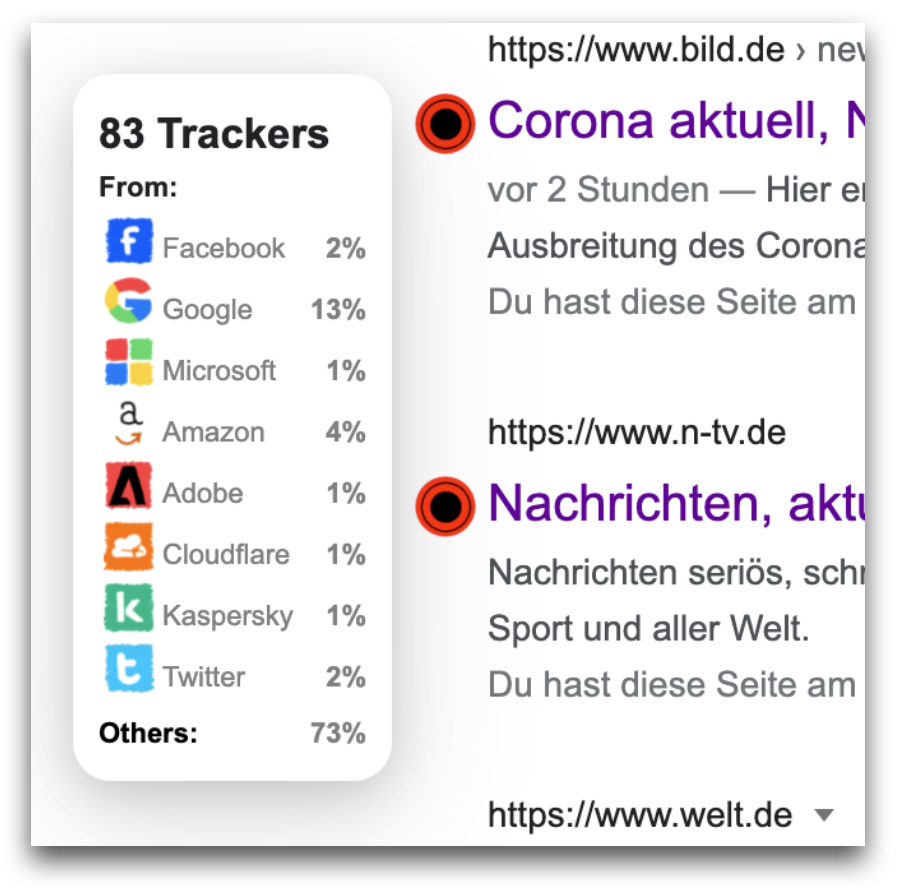 83 Trackers
From:
Facebook 2%
Google 13%
Microsoft 1%
Amazon 4%
Adobe 1%
Cloudflare 1%
Kaspersky 1%
Twitter 2%
Others: 73%
https://www.bild.de › new
Corona aktuell, N
vor 2 Stunden — Hier er
Ausbreitung des Corona
Du hast diese Seite am
https://www.n-tv.de
Nachrichten, aktu
Nachrichten seriös, schn
Sport und aller Welt.
Du hast diese Seite am
https://www.welt.de